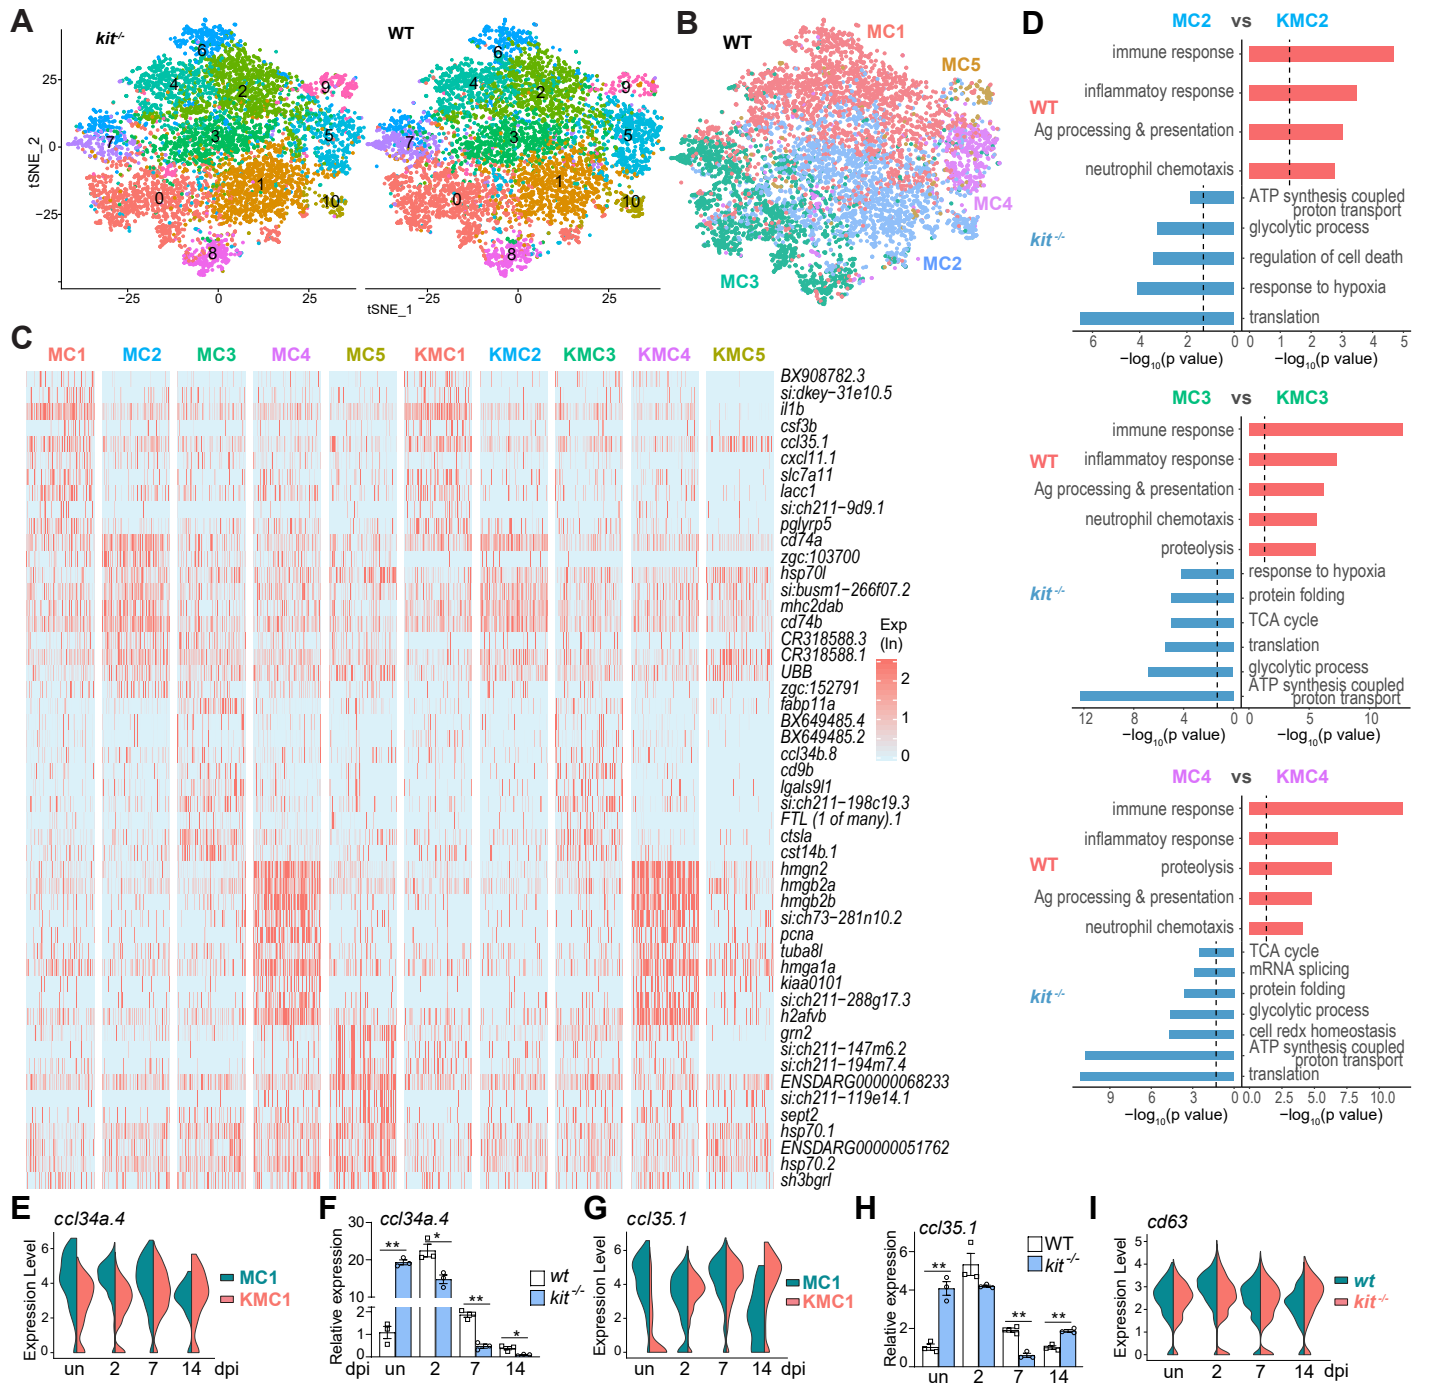 A
kit-/-
WT
6
4
2
9
7
3
5
0
1
10
8
6
4
2
9
7
3
5
0
1
10
8
25
0
−25
tSNE_2
−25
0
25
−25
0
25
tSNE_1
B
WT
MC1
MC5
MC4
MC2
MC3
C
MC1 MC2 MC3 MC4 MC5 KMC1 KMC2 KMC3 KMC4 KMC5
BX908782.3
si:dkey−31e10.5
il1b
csf3b
ccl35.1
cxcl11.1
slc7a11
lacc1
si:ch211−9d9.1
pglyrp5
cd74a
zgc:103700
hsp70l
si:busm1−266f07.2
mhc2dab
cd74b
CR318588.3
CR318588.1
UBB
zgc:152791
fabp11a
BX649485.4
BX649485.2
ccl34b.8
cd9b
lgals9l1
si:ch211−198c19.3
FTL (1 of many).1
ctsla
cst14b.1
hmgn2
hmgb2a
hmgb2b
si:ch73−281n10.2
pcna
tuba8l
hmga1a
kiaa0101
si:ch211−288g17.3
h2afvb
grn2
si:ch211−147m6.2
si:ch211−194m7.4
ENSDARG00000068233
si:ch211−119e14.1
sept2
hsp70.1
ENSDARG00000051762
hsp70.2
sh3bgrl
Exp
(ln)
2
1
0
D
MC2 vs KMC2
immune response
inflammatoy response
WT
Ag processing & presentation
neutrophil chemotaxis
ATP synthesis coupled
proton transport
kit-/-
glycolytic process
regulation of cell death
response to hypoxia
translation
6 4 2 0 0 1 2 3 4 5
−log10(p value) −log10(p value)
MC3 vs KMC3
immune response
WT
inflammatoy response
Ag processing & presentation
neutrophil chemotaxis
proteolysis
response to hypoxia
kit-/-
protein folding
TCA cycle
translation
glycolytic process
ATP synthesis coupled
proton transport
12 8 4 0 0 5 10
−log10(p value) −log10(p value)
MC4 vs KMC4
immune response
inflammatoy response
WT
proteolysis
Ag processing & presentation
neutrophil chemotaxis
TCA cycle
mRNA splicing
kit-/-
protein folding
glycolytic process
cell redx homeostasis
ATP synthesis coupled
proton transport
translation
9 6 3 0 0.0 2.5 5.0 7.5 10.0
−log10(p value) −log10(p value)
E
ccl34a.4
Expression Level
6
4
2
0
un 2 7 14 dpi
MC1
KMC1
F
ccl34a.4
Relative expression
30
20
10
2
1
0
** * ** *
un 2 7 14
wt
kit-/-
G
ccl35.1
Expression Level
6
4
2
0
un 2 7 14 dpi
MC1
KMC1
H
ccl35.1
Relative expression
6
4
2
0
** ** **
un 2 7 14
WT
kit-/-
I
cd63
Expression Level
5
4
3
2
1
0
un 2 7 14 dpi
wt
kit-/-